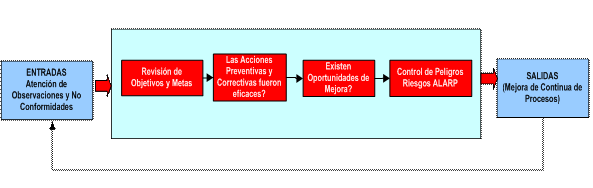 ENTRADAS
Atención de
Observaciones y No
Conformidades
Revisión de
Objetivos y Metas
Las Acciones
Preventivas y
Correctivas fueron
eficaces?
Existen
Oportunidades de
Mejora?
Control de Peligros
Riesgos ALARP
SALIDAS
(Mejora de Continua de
Procesos)